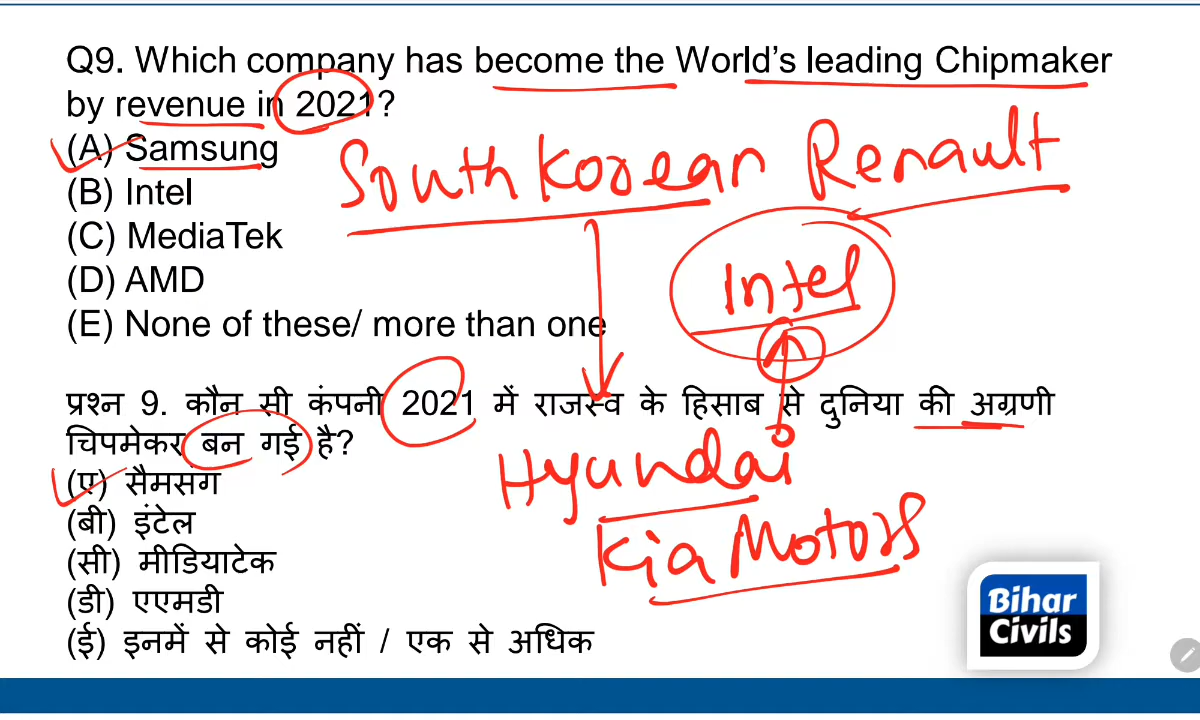 Q9. Which company has become the World's leading Chipmaker
by revenue in 2021?
(A) Samsung
South Korean Renault
(B) Intel
(C) MediaTek
Intel
(D) AMD
(E) None of these/ more than one
प्रश्न 9. कौन सी कंपनी 2021 में राजस्व के हिसाब से दुनिया की अग्रणी
चिपमेकर बन गई है?
Hyundai
(ए) सैमसंग
(बी) इंटेल
Kia Motors
(सी) मीडियाटेक
(डी) एएमडी
(ई) इनमें से कोई नहीं / एक से अधिक
Bihar
Civils